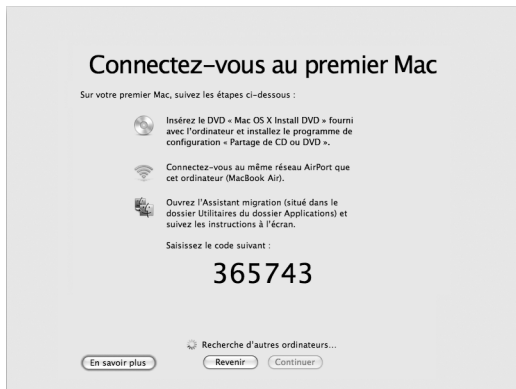 Connectez-vous au premier Mac
Sur votre premier Mac, suivez les étapes ci-dessous :
Insérez le DVD « Mac OS X Install DVD » fourni
avec l'ordinateur et installez le programme de
configuration « Partage de CD ou DVD ».
Connectez-vous au même réseau AirPort que
cet ordinateur (MacBook Air).
Ouvrez l'Assistant migration (situé dans le
dossier Utilitaires du dossier Applications) et
suivez les instructions à l'écran.
Saisissez le code suivant :
365743
Recherche d'autres ordinateurs...
En savoir plus
Revenir
Continuer